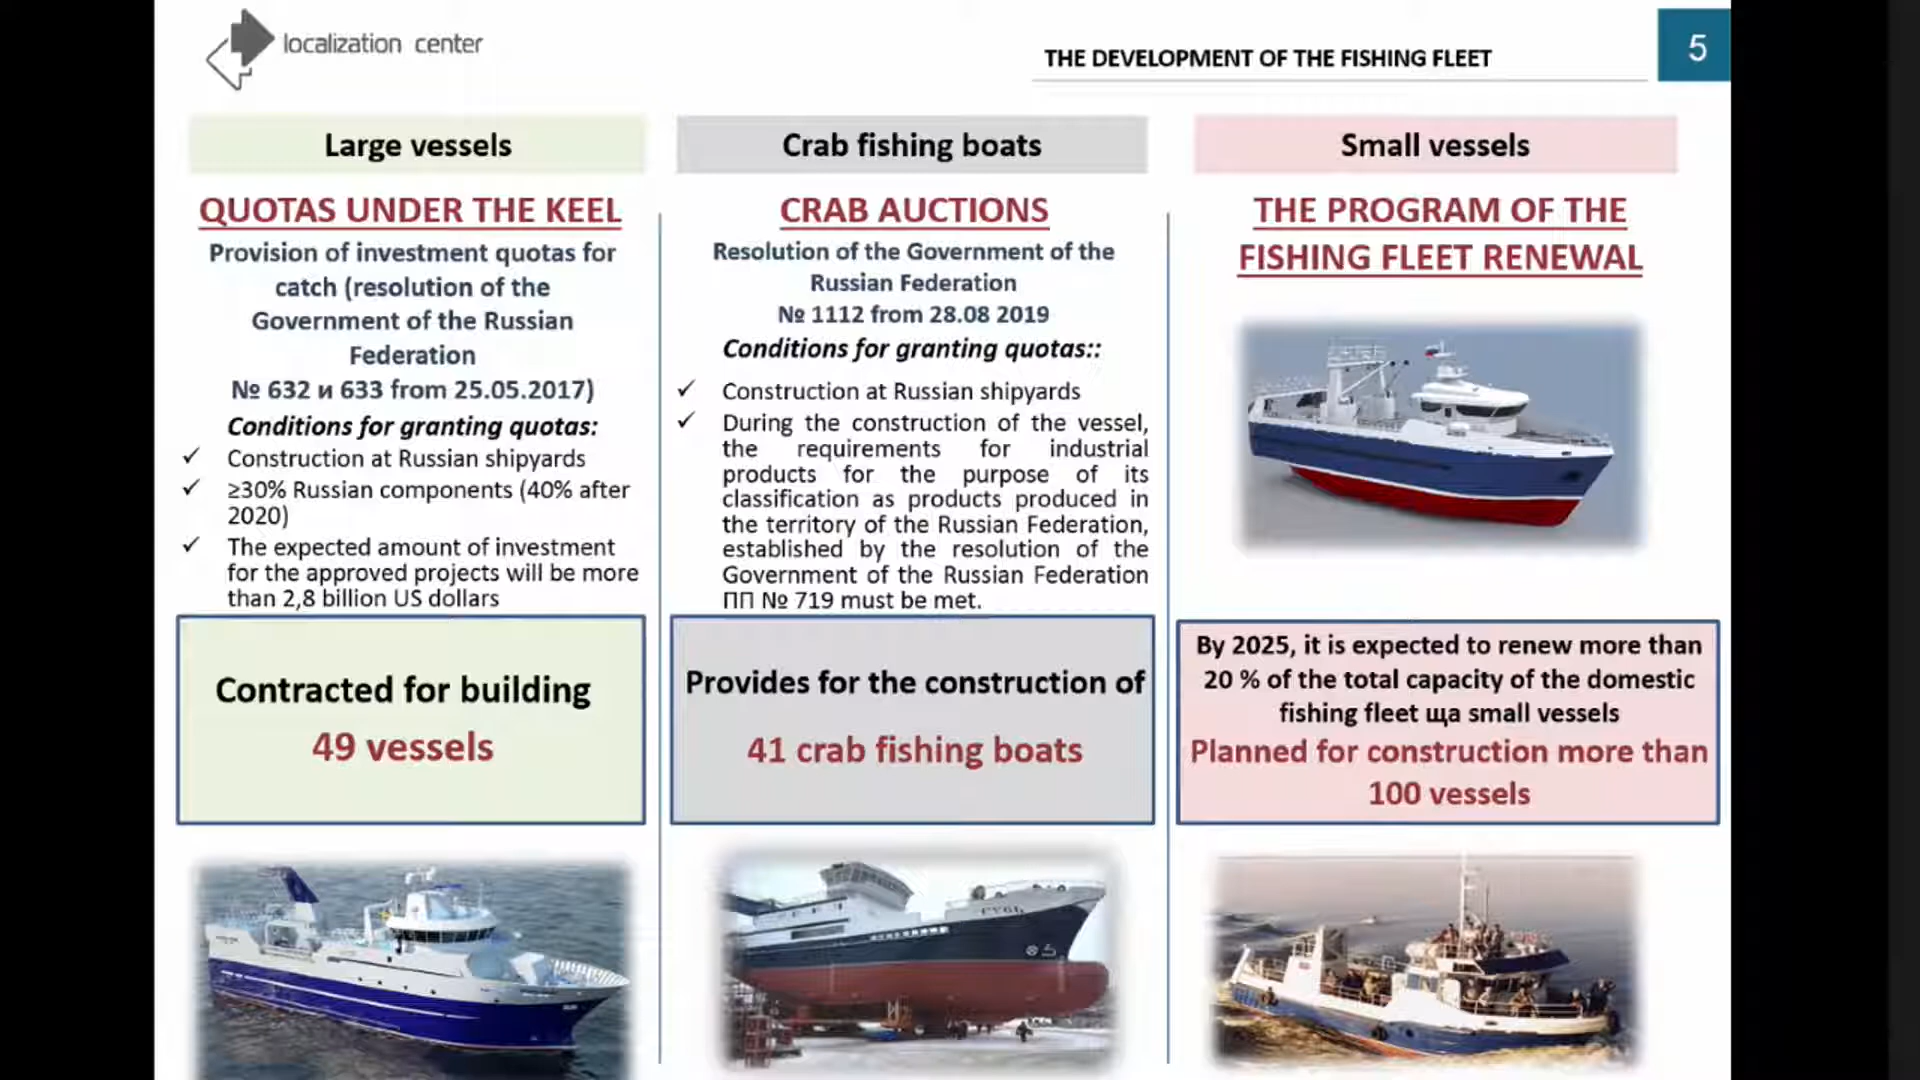 localization center
THE DEVELOPMENT OF THE FISHING FLEET
5
Large vessels
QUOTAS UNDER THE KEEL
Provision of investment quotas for
catch (resolution of the
Government of the Russian
Federation
№ 632 и 633 from 25.05.2017)
Conditions for granting quotas:
✓ Construction at Russian shipyards
✓ ≥30% Russian components (40% after
2020)
✓ The expected amount of investment
for the approved projects will be more
than 2,8 billion US dollars
Contracted for building
49 vessels
Crab fishing boats
CRAB AUCTIONS
Resolution of the Government of the
Russian Federation
№ 1112 from 28.08 2019
Conditions for granting quotas::
✓ Construction at Russian shipyards
✓ During the construction of the vessel,
the requirements for industrial
products for the purpose of its
classification as products produced in
the territory of the Russian Federation,
established by the resolution of the
Government of the Russian Federation
ПП № 719 must be met.
Provides for the construction of
41 crab fishing boats
Small vessels
THE PROGRAM OF THE
FISHING FLEET RENEWAL
By 2025, it is expected to renew more than
20 % of the total capacity of the domestic
fishing fleet ща small vessels
Planned for construction more than
100 vessels